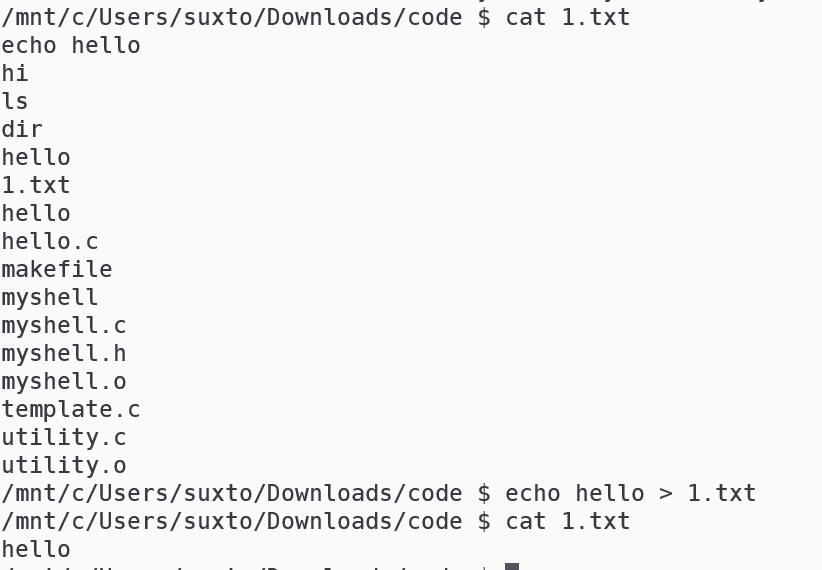 /mnt/c/Users/suxto/Downloads/code $ cat 1.txt
echo hello
hi
ls
dir
hello
1.txt
hello
hello.c
makefile
myshell
myshell.c
myshell.h
myshell.o
template.c
utility.c
utility.o
/mnt/c/Users/suxto/Downloads/code $ echo hello > 1.txt
/mnt/c/Users/suxto/Downloads/code $ cat 1.txt
hello